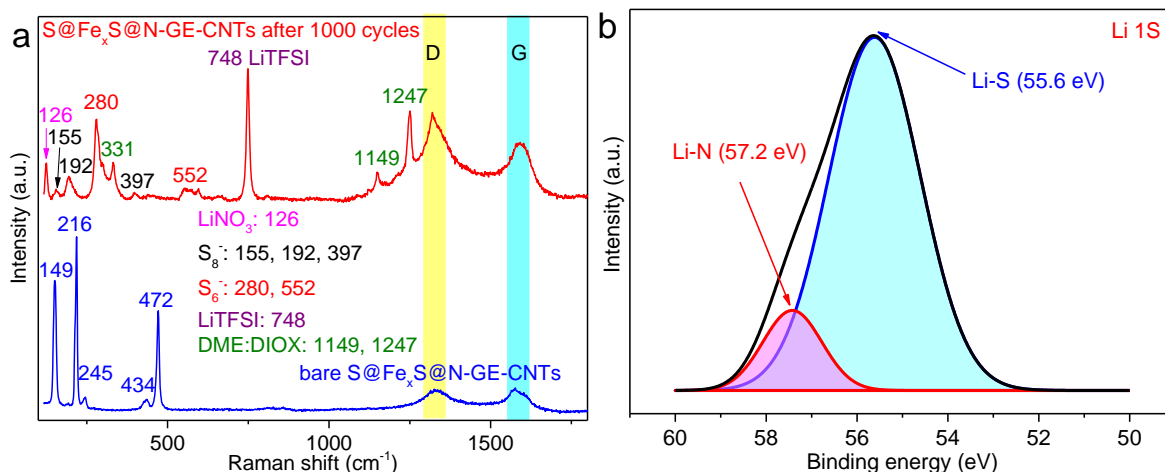 a
S@FeₓS@N-GE-CNTs after 1000 cycles
D
G
748 LiTFSI
126
155
192
280
331
397
552
1149
1247
LiNO₃: 126
S₈⁻: 155, 192, 397
S₆⁻: 280, 552
LiTFSI: 748
DME:DIOX: 1149, 1247
bare S@FeₓS@N-GE-CNTs
149
216
245
434
472
Intensity (a.u.)
500
1000
1500
Raman shift (cm⁻¹)
b
Li 1S
Li-S (55.6 eV)
Li-N (57.2 eV)
Intensity (a.u.)
60
58
56
54
52
50
Binding energy (eV)